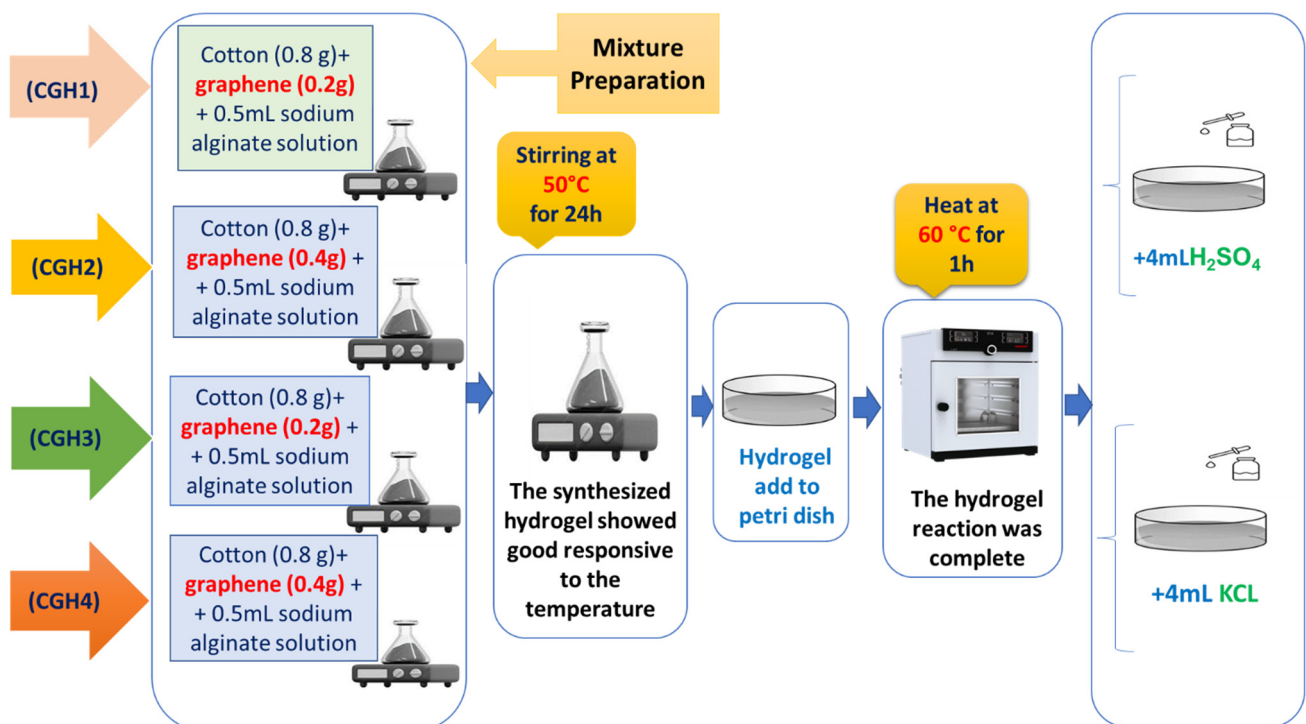 (CGH1)
Cotton (0.8 g)+
graphene (0.2g)
+ 0.5mL sodium
alginate solution
Mixture
Preparation
(CGH2)
Cotton (0.8 g)+
graphene (0.4g) +
+ 0.5mL sodium
alginate solution
(CGH3)
Cotton (0.8 g)+
graphene (0.2g) +
+ 0.5mL sodium
alginate solution
(CGH4)
Cotton (0.8 g)+
graphene (0.4g) +
+ 0.5mL sodium
alginate solution
Stirring at
50°C
for 24h
The synthesized
hydrogel showed
good responsive
to the
temperature
Hydrogel
add to
petri dish
Heat at
60 °C for
1h
The hydrogel
reaction was
complete
+4mLH₂SO₄
+4mL KCL